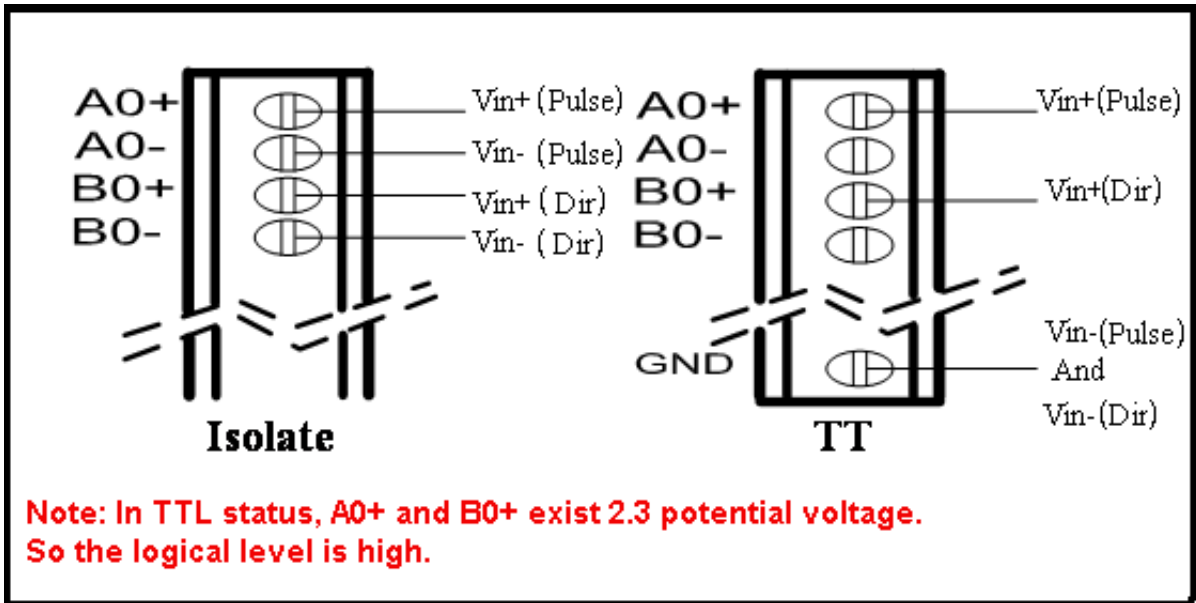 A0+
A0-
B0+
B0-
Vin+ (Pulse)
Vin- (Pulse)
Vin+ ( Dir)
Vin- ( Dir)
Isolate
A0+
A0-
B0+
B0-
GND
Vin+(Pulse)
Vin+(Dir)
Vin-(Pulse)
And
Vin-(Dir)
TT
Note: In TTL status, A0+ and B0+ exist 2.3 potential voltage.
So the logical level is high.